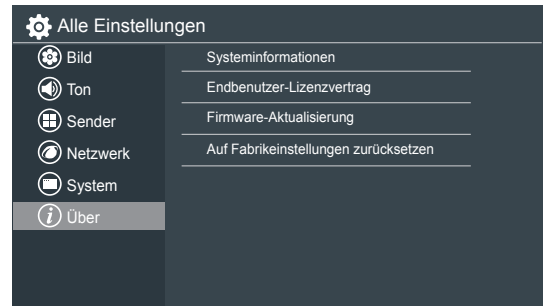 Alle Einstellungen
Bild
Ton
Sender
Netzwerk
System
Über
Systeminformationen
Endbenutzer-Lizenzvertrag
Firmware-Aktualisierung
Auf Fabrikeinstellungen zurücksetzen